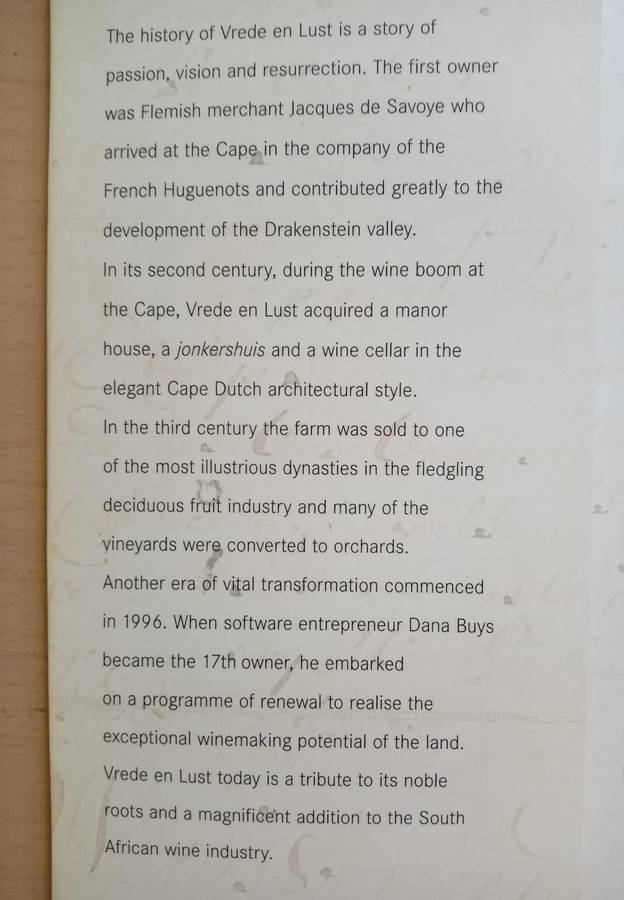 The history of Vrede en Lust is a story of
passion, vision and resurrection. The first owner
was Flemish merchant Jacques de Savoye who
arrived at the Cape in the company of the
French Huguenots and contributed greatly to the
development of the Drakenstein valley.
In its second century, during the wine boom at
the Cape, Vrede en Lust acquired a manor
house, a jonkershuis and a wine cellar in the
elegant Cape Dutch architectural style.
In the third century the farm was sold to one
of the most illustrious dynasties in the fledgling
deciduous fruit industry and many of the
vineyards were converted to orchards.
Another era of vital transformation commenced
in 1996. When software entrepreneur Dana Buys
became the 17th owner, he embarked
on a programme of renewal to realise the
exceptional winemaking potential of the land.
Vrede en Lust today is a tribute to its noble
roots and a magnificent addition to the South
African wine industry.